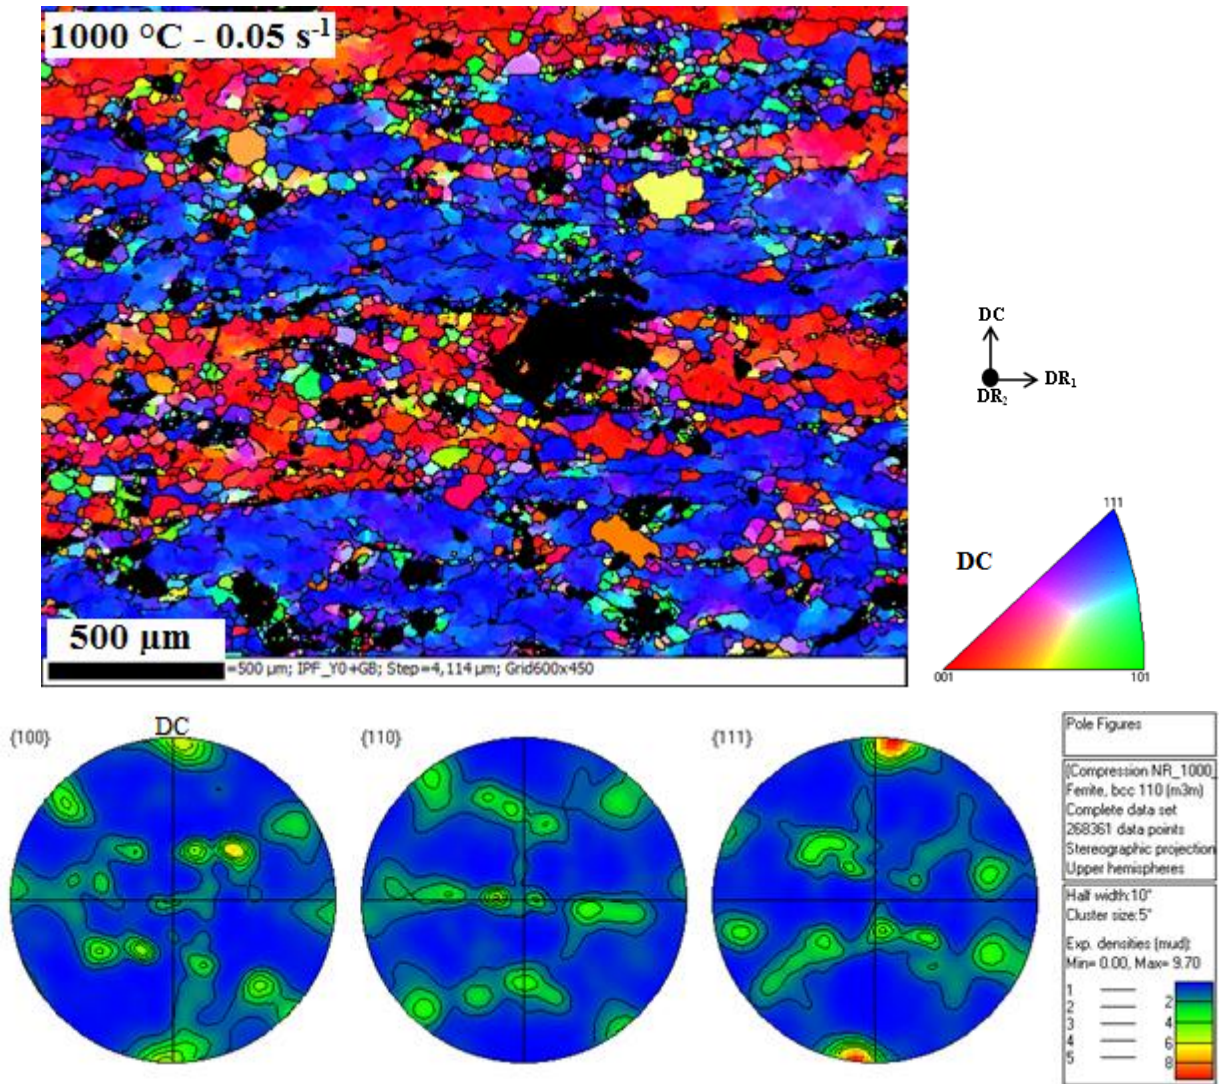 1000 °C - 0.05 s-1
DC
DR1
DR2
111
DC
001
101
500 µm
=500 µm; IPF_Y0+GB; Step=4,114 µm; Grid600x450
{100}
DC
{110}
{111}
Pole Figures
[Compression NR_1000_
Ferrite, bcc 110 (m3m)
Complete data set
268361 data points
Stereographic projection
Upper hemispheres
Half width:10°
Cluster size:5°
Exp. densities (mud):
Min= 0.00, Max= 9.70
1
2
3
4
5
2
4
6
8